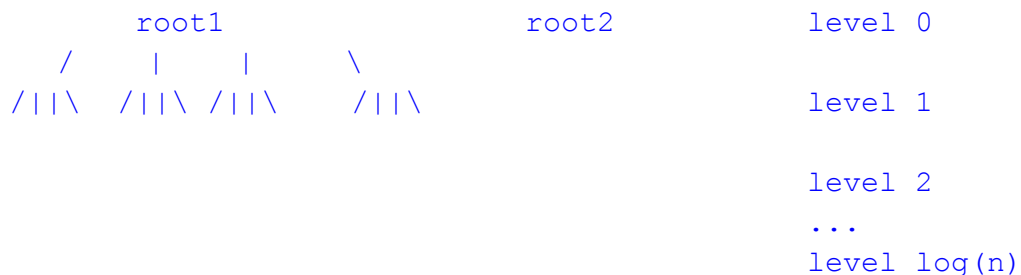 root1 root2 level 0
/ | | \
/||\ /||\ /||\ /||\ level 1
level 2
...
level log(n)